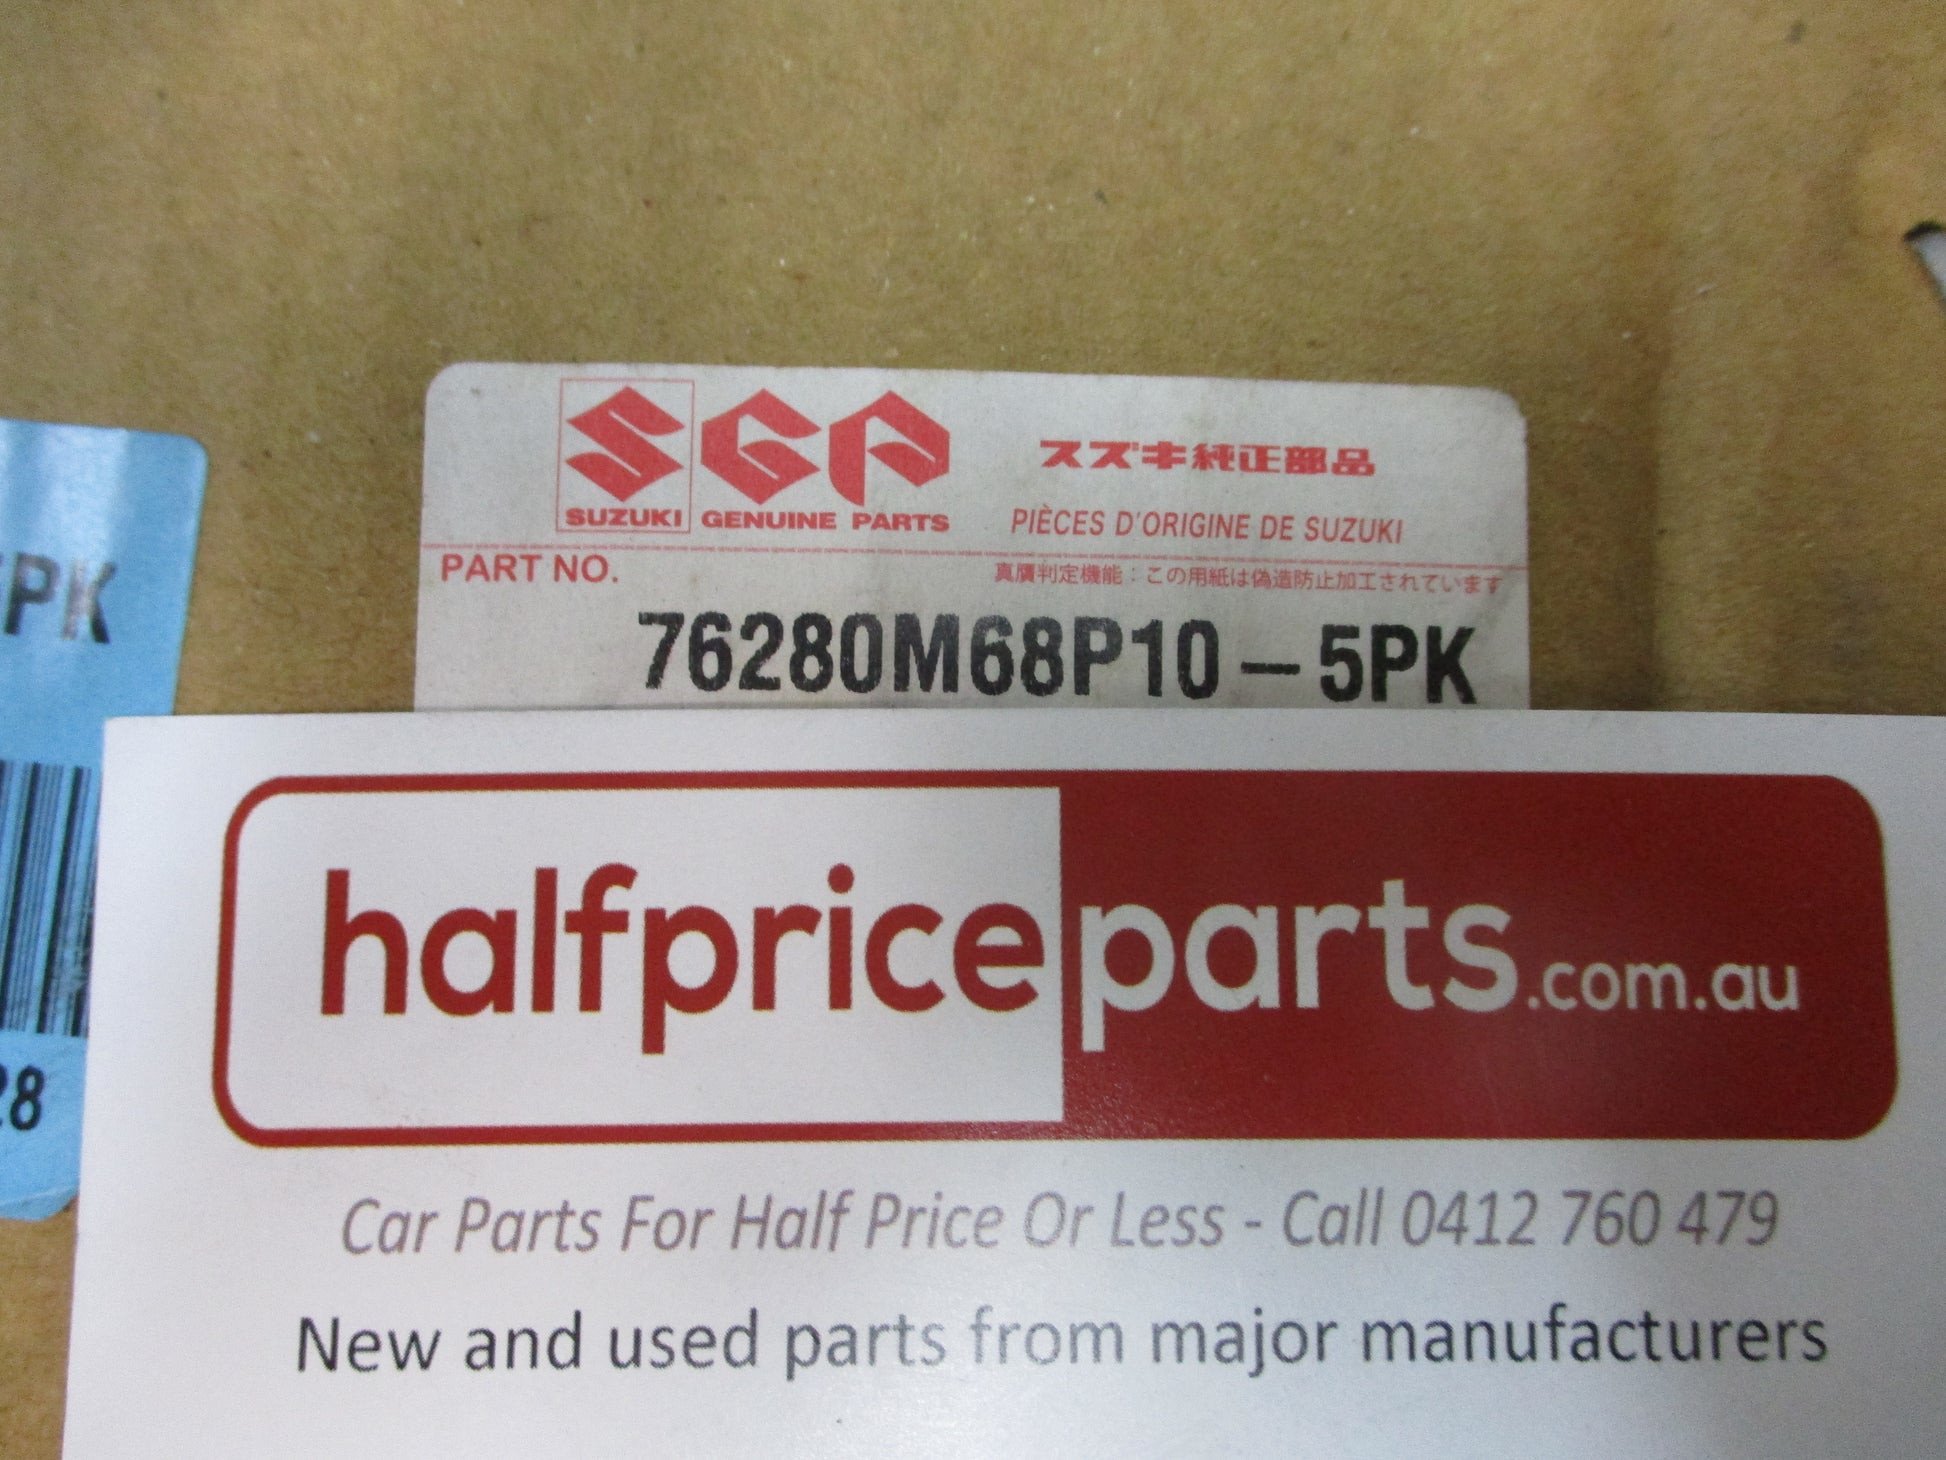 SUZUKI GENUINE PARTS
スズキ純正部品
PIÈCES D'ORIGINE DE SUZUKI
PART NO.
真贋判定機能：この用紙は偽造防止加工されています
76280M68P10-5PK
PK
28
halfpriceparts.com.au
Car Parts For Half Price Or Less - Call 0412 760 479
New and used parts from major manufacturers